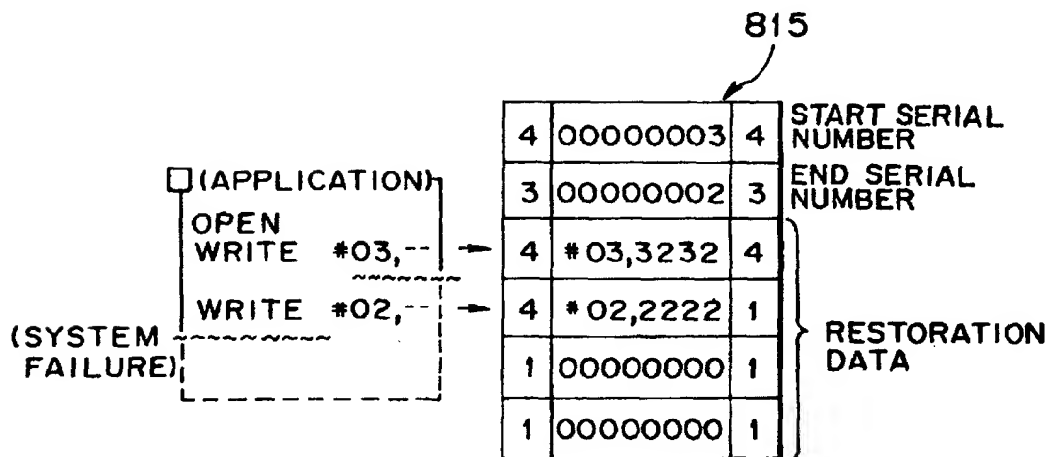 815
4 00000003 4 START SERIAL
NUMBER
3 00000002 3 END SERIAL
NUMBER
(APPLICATION)
OPEN
WRITE #03,-- 4 #03,3232 4
WRITE #02,-- 4 #02,2222 1
(SYSTEM
FAILURE)
1 00000000 1
1 00000000 1
RESTORATION
DATA